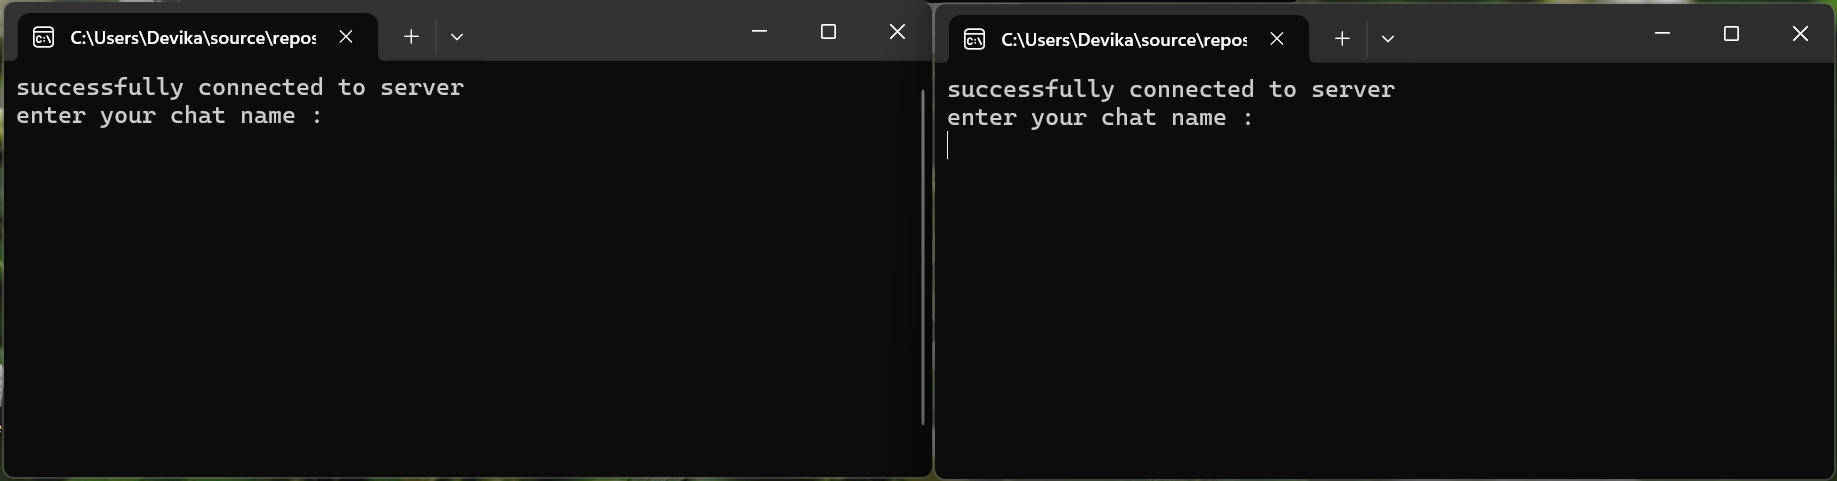 C:\Users\Devika\source\repos
successfully connected to server
enter your chat name :
C:\Users\Devika\source\repos
successfully connected to server
enter your chat name :